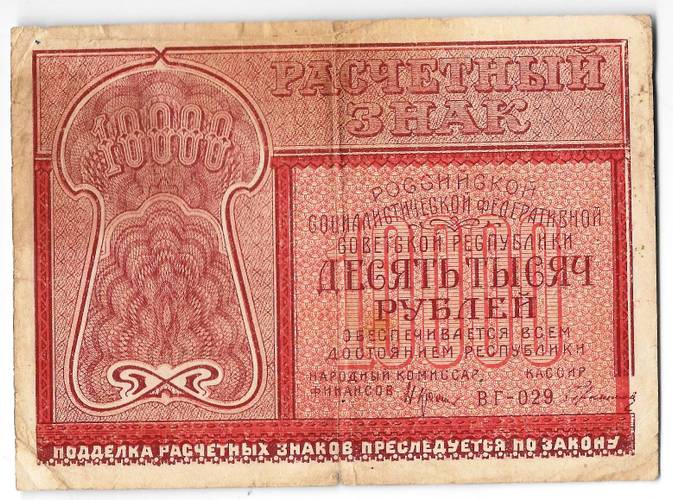 РАСЧЕТНЫЙ
ЗНАК
10000
РОССИЙСКОЙ
СОЦИАЛИСТИЧЕСКОЙ ФЕДЕРАТИВНОЙ
СОВЕТСКОЙ РЕСПУБЛИКИ
10000
ДЕСЯТЬ ТЫСЯЧ
РУБЛЕЙ
ОБЕСПЕЧИВАЕТСЯ ВСЕМ
ДОСТОЯНИЕМ РЕСПУБЛИКИ
НАРОДНЫЙ КОМИССАР, КАССИР
ФИНАНСОВ ВГ-029
ПОДДЕЛКА РАСЧЕТНЫХ ЗНАКОВ ПРЕСЛЕДУЕТСЯ ПО ЗАКОНУ